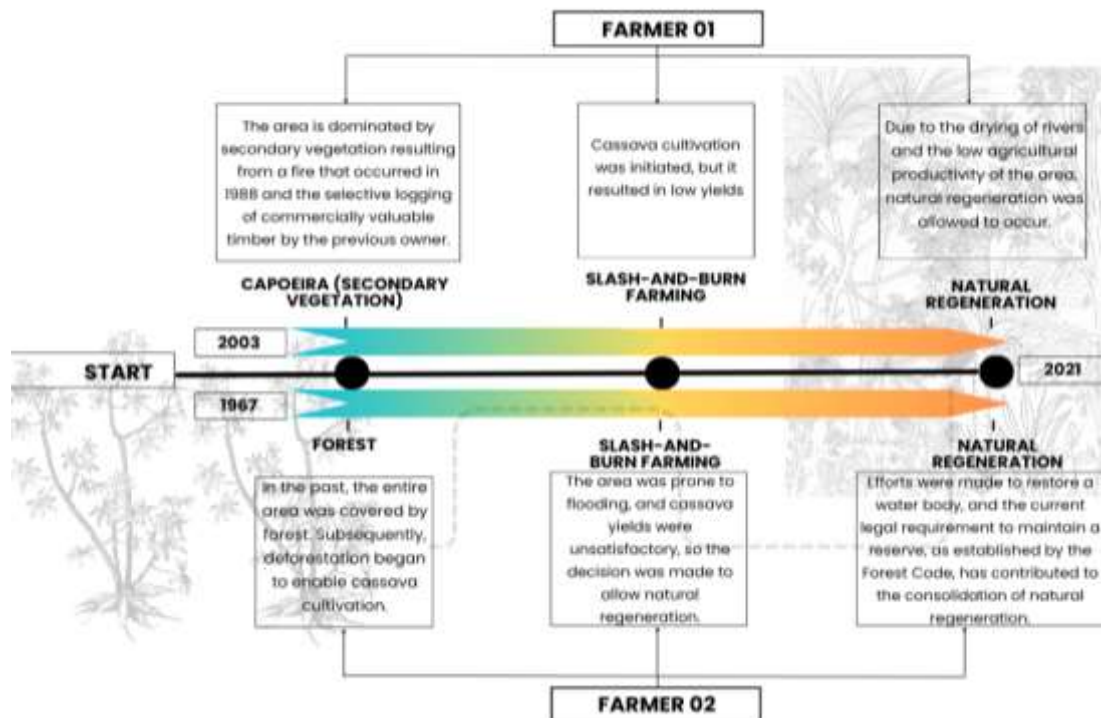 FARMER 01
The area is dominated by
secondary vegetation resulting
from a fire that occurred in
1988 and the selective logging
of commercially valuable
timber by the previous owner.
Cassava cultivation
was initiated, but it
resulted in low yields
Due to the drying of rivers
and the low agricultural
productivity of the area,
natural regeneration was
allowed to occur.
CAPOEIRA (SECONDARY
VEGETATION)
SLASH-AND-BURN
FARMING
NATURAL
REGENERATION
2003
START
2021
1967
FOREST
SLASH-AND-
BURN FARMING
NATURAL
REGENERATION
In the past, the entire
area was covered by
forest. Subsequently,
deforestation began
to enable cassava
cultivation.
The area was prone to
flooding, and cassava
yields were
unsatisfactory, so the
decision was made to
allow natural
regeneration.
Efforts were made to restore a
water body, and the current
legal requirement to maintain a
reserve, as established by the
Forest Code, has contributed to
the consolidation of natural
regeneration.
FARMER 02